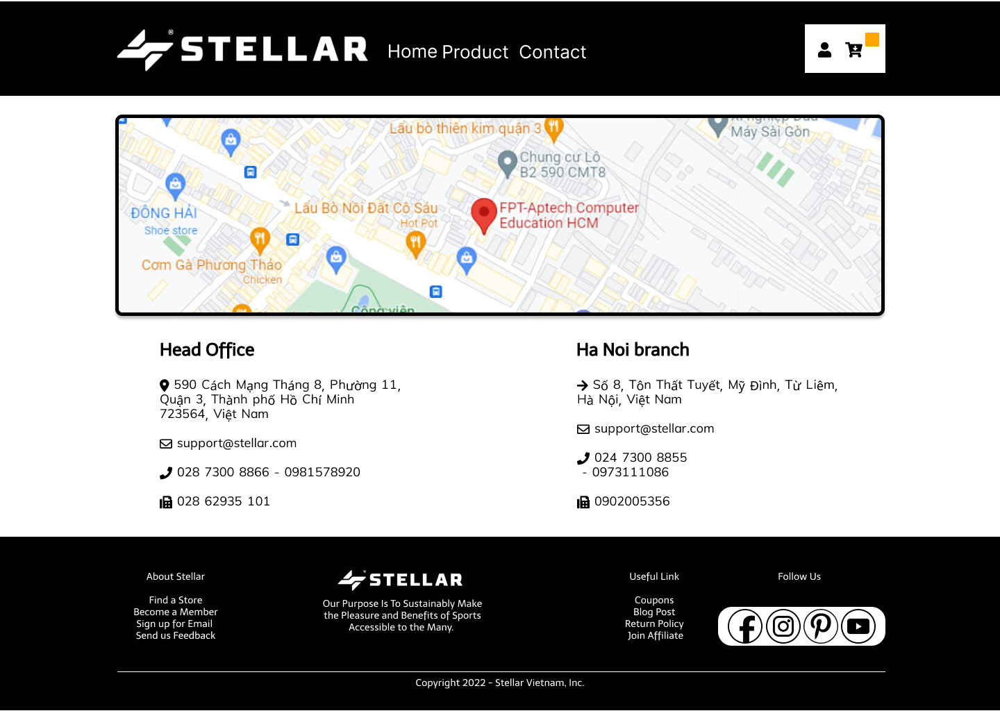 STELLAR
Home Product Contact
Lẩu bò thiên kim quận 3
Máy Sài Gòn
Chung cư Lô
B2 590 CMT8
ĐÔNG HẢI
Shoe store
Lẩu Bò Nồi Đất Cô Sáu
Hot Pot
FPT-Aptech Computer
Education HCM
Cơm Gà Phương Thảo
Chicken
Công viên
Head Office
590 Cách Mạng Tháng 8, Phường 11,
Quận 3, Thành phố Hồ Chí Minh
723564, Việt Nam
support@stellar.com
028 7300 8866 - 0981578920
028 62935 101
Ha Noi branch
Số 8, Tôn Thất Tuyết, Mỹ Đình, Từ Liêm,
Hà Nội, Việt Nam
support@stellar.com
024 7300 8855
- 0973111086
0902005356
About Stellar
Find a Store
Become a Member
Sign up for Email
Send us Feedback
STELLAR
Our Purpose Is To Sustainably Make
the Pleasure and Benefits of Sports
Accessible to the Many.
Useful Link
Coupons
Blog Post
Return Policy
Join Affiliate
Follow Us
Copyright 2022 - Stellar Vietnam, Inc.